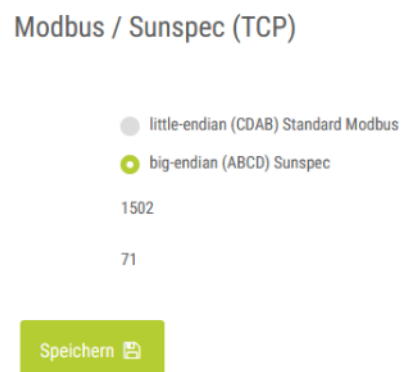 Modbus / Sunspec (TCP)
little-endian (CDAB) Standard Modbus
big-endian (ABCD) Sunspec
1502
71
Speichern